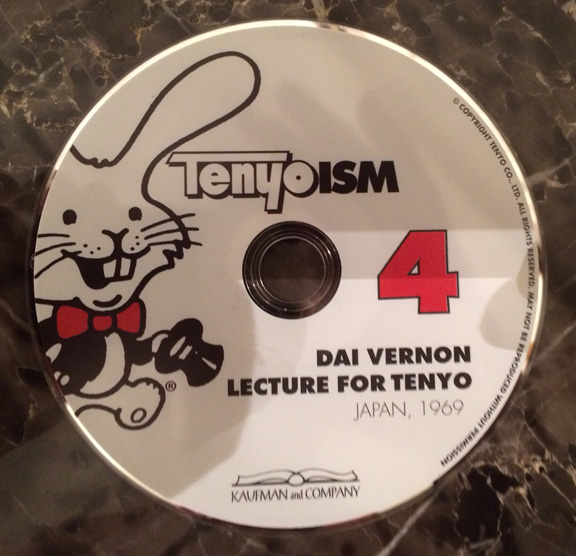 TenyoISM
4
DAI VERNON
LECTURE FOR TENYO
JAPAN, 1969
®
KAUFMAN and COMPANY
© COPYRIGHT TENYO CO., LTD. ALL RIGHTS RESERVED. MAY NOT BE REPRODUCED WITHOUT PERMISSION